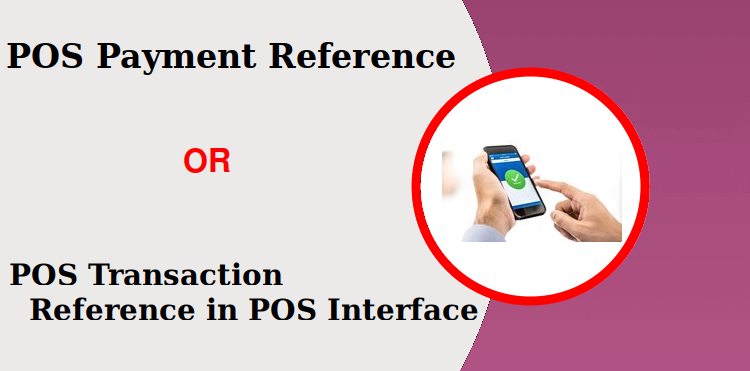 POS Payment Reference
OR
POS Transaction
Reference in POS Interface